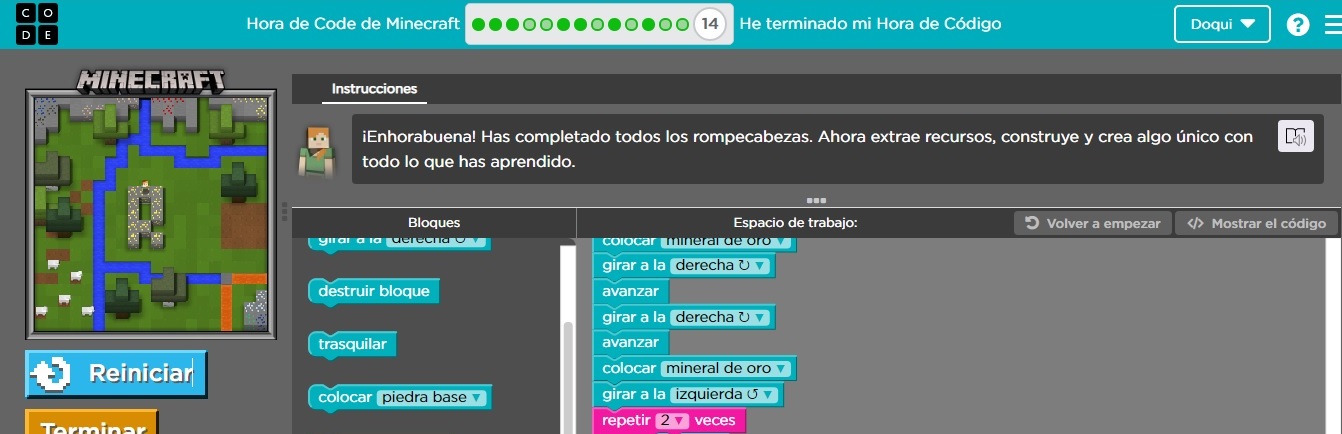 C O
D E
Hora de Code de Minecraft
14
He terminado mi Hora de Código
Doqui
?
MINECRAFT
Instrucciones
¡Enhorabuena! Has completado todos los rompecabezas. Ahora extrae recursos, construye y crea algo único con
todo lo que has aprendido.
Bloques
Espacio de trabajo:
Volver a empezar
</> Mostrar el código
girar a la derecha ↻ ▼
destruir bloque
trasquilar
colocar piedra base ▼
colocar mineral de oro ▼
girar a la derecha ↻ ▼
avanzar
girar a la derecha ↻ ▼
avanzar
colocar mineral de oro ▼
girar a la izquierda ↺ ▼
repetir 2 ▼ veces
Reiniciar
Terminar